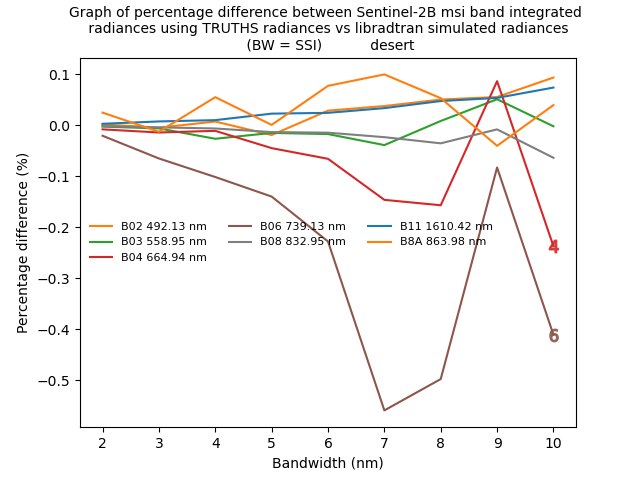 Graph of percentage difference between Sentinel-2B msi band integrated
radiances using TRUTHS radiances vs libradtran simulated radiances
(BW = SSI) desert
0.1
0.0
−0.1
−0.2
−0.3
−0.4
−0.5
Percentage difference (%)
B02 492.13 nm B06 739.13 nm B11 1610.42 nm
B03 558.95 nm B08 832.95 nm B8A 863.98 nm
B04 664.94 nm
4
6
2 3 4 5 6 7 8 9 10
Bandwidth (nm)